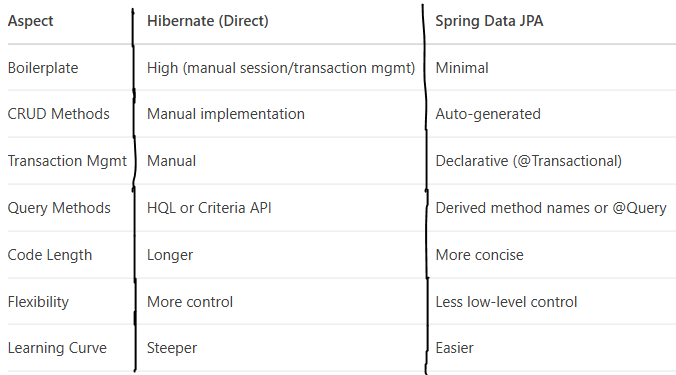 Aspect Hibernate (Direct) Spring Data JPA
Boilerplate High (manual session/transaction mgmt) Minimal
CRUD Methods Manual implementation Auto-generated
Transaction Mgmt Manual Declarative (@Transactional)
Query Methods HQL or Criteria API Derived method names or @Query
Code Length Longer More concise
Flexibility More control Less low-level control
Learning Curve Steeper Easier